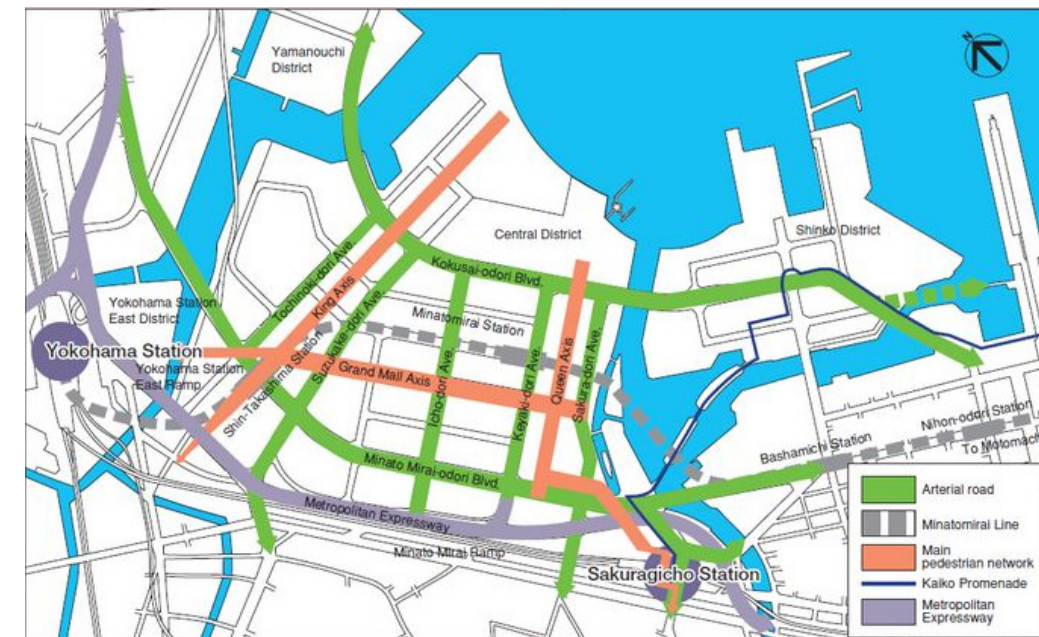 Yamanouchi
District
N
Central District
Shinko District
Kokusai-odori Blvd.
Tochinoki-dori Ave.
King Axis
Suzukake-dori Ave.
Yokohama Station
East District
Minatomirai Station
Yokohama Station
Yokohama Station
East Ramp
Shin-Takashima Station
Grand Mall Axis
Icho-dori Ave.
Keyaki-dori Ave.
Queen Axis
Sakura-dori Ave.
Minato Mirai-odori Blvd.
Metropolitan Expressway
Minato Mirai Ramp
Sakuragicho Station
Bashamichi Station
Nihon-odori Station
To Motomach
Arterial road
Minatomirai Line
Main
pedestrian network
Kaiko Promenade
Metropolitan
Expressway